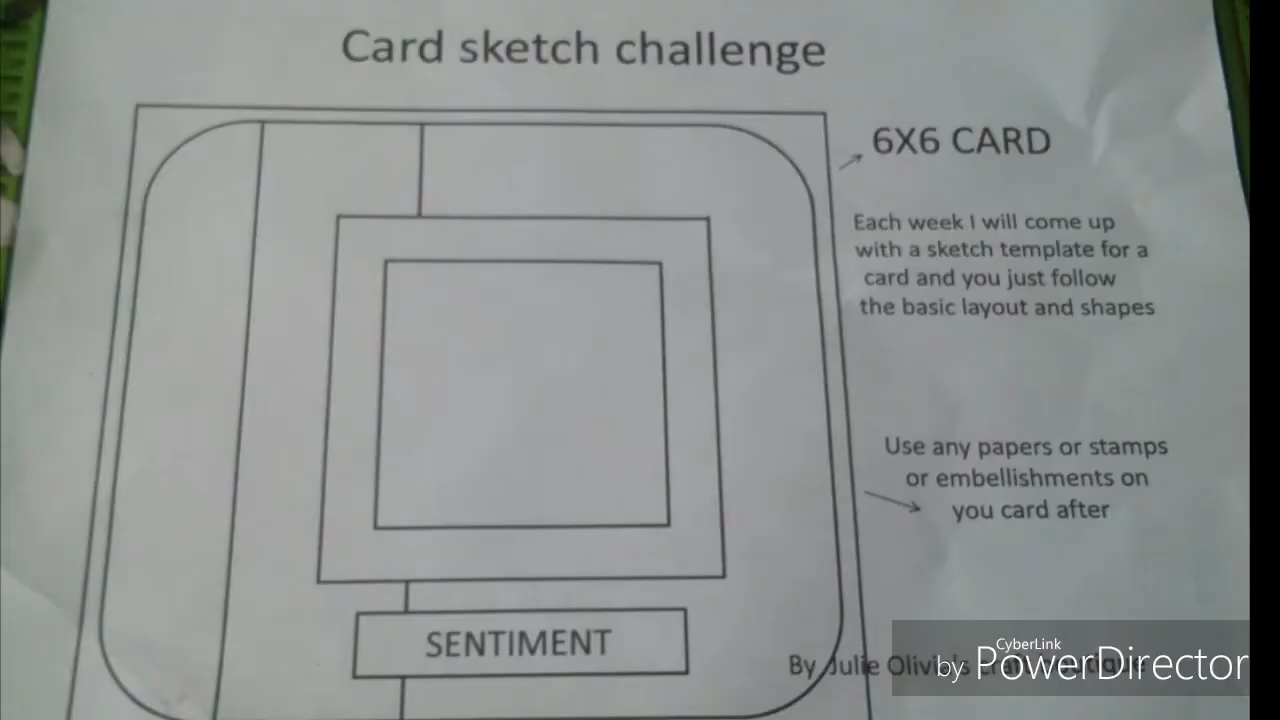 Card sketch challenge
6X6 CARD
Each week I will come up
with a sketch template for a
card and you just follow
the basic layout and shapes
Use any papers or stamps
or embellishments on
you card after
SENTIMENT
By Julie Olivia's
CyberLink
by PowerDirector